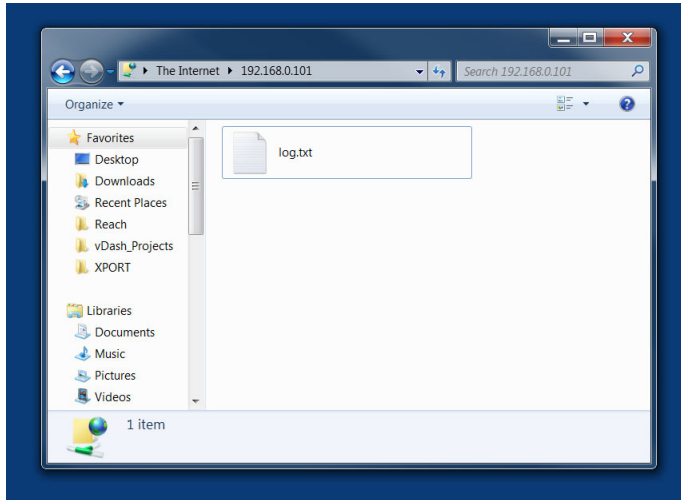 The Internet ▸ 192.168.0.101
Search 192.168.0.101
Organize
Favorites
Desktop
Downloads
Recent Places
Reach
vDash_Projects
XPORT
Libraries
Documents
Music
Pictures
Videos
log.txt
1 item